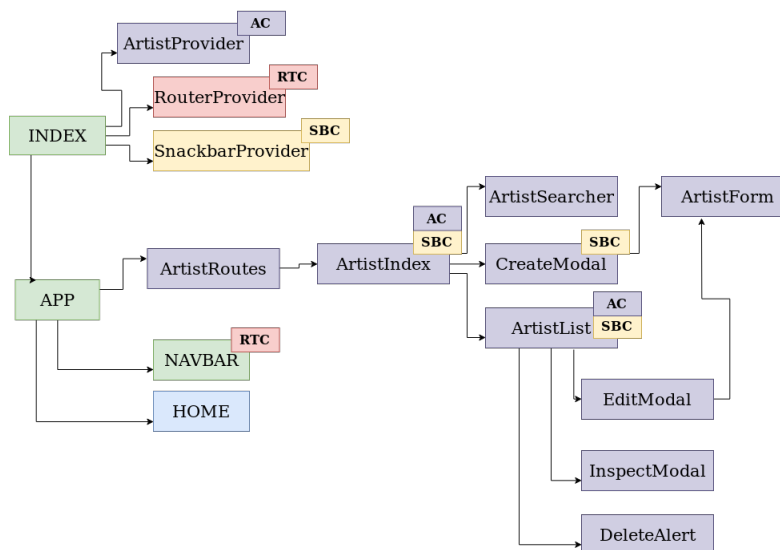 AC
ArtistProvider
RTC
RouterProvider
INDEX
SBC
SnackbarProvider
ArtistSearcher
ArtistForm
AC
SBC
ArtistRoutes
ArtistIndex
SBC
CreateModal
APP
AC
SBC
ArtistList
RTC
NAVBAR
HOME
EditModal
InspectModal
DeleteAlert